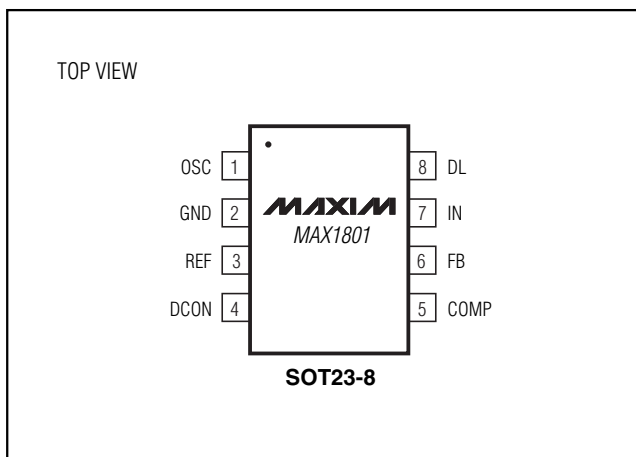 TOP VIEW
OSC 1
GND 2
REF 3
DCON 4
MAXIM
MAX1801
8 DL
7 IN
6 FB
5 COMP
SOT23-8